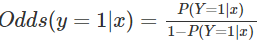 Odds(y = 1|x) = P(Y=1|x) / 1−P(Y=1|x)